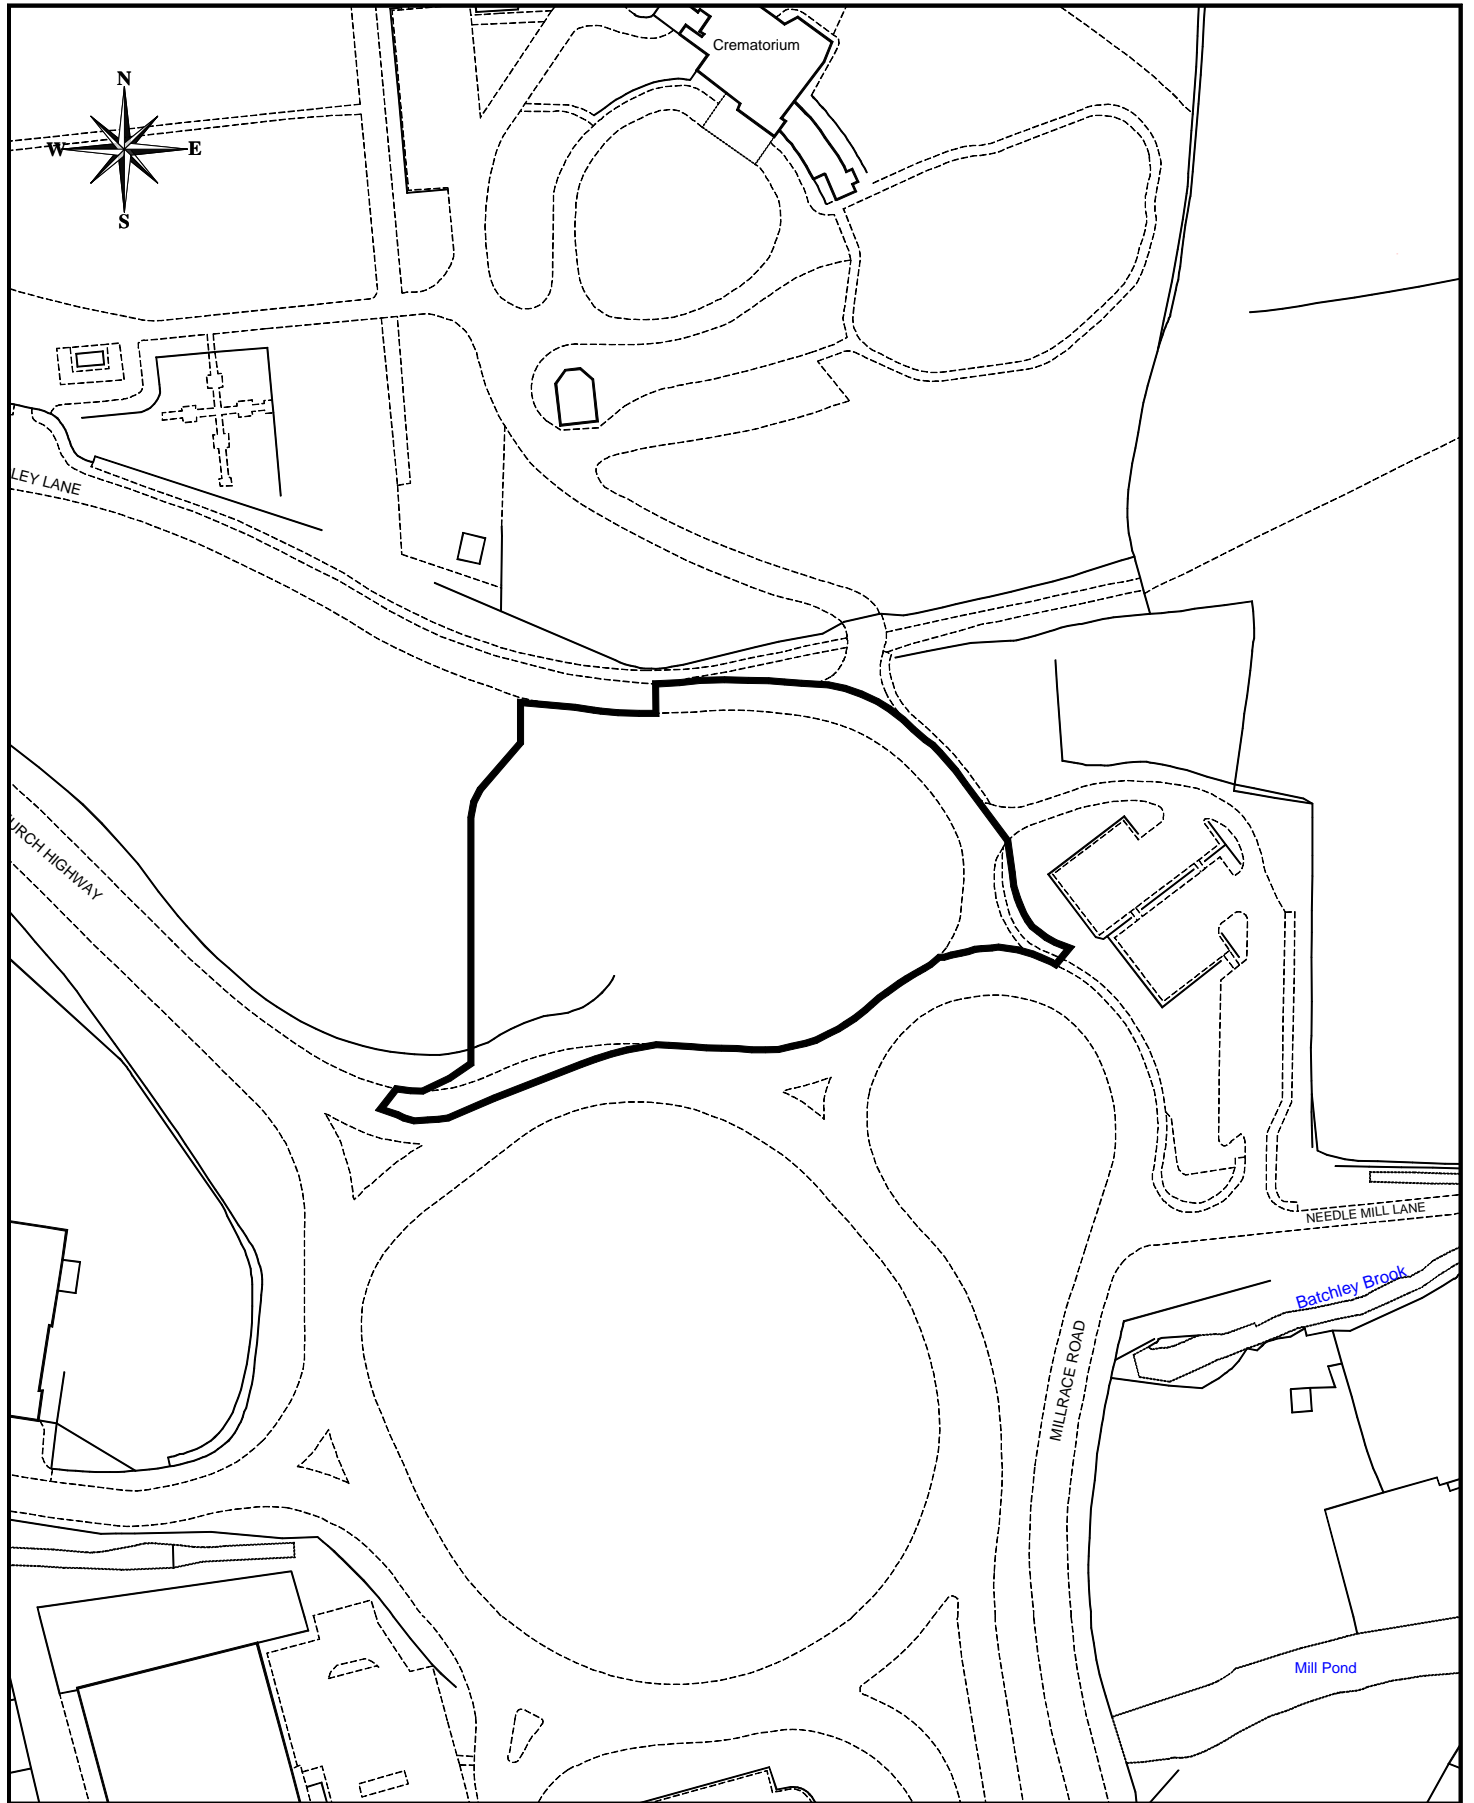 Crematorium
N
W
E
S
LEY LANE
URCH HIGHWAY
NEEDLE MILL LANE
Batchley Brook
MILLRACE ROAD
Mill Pond